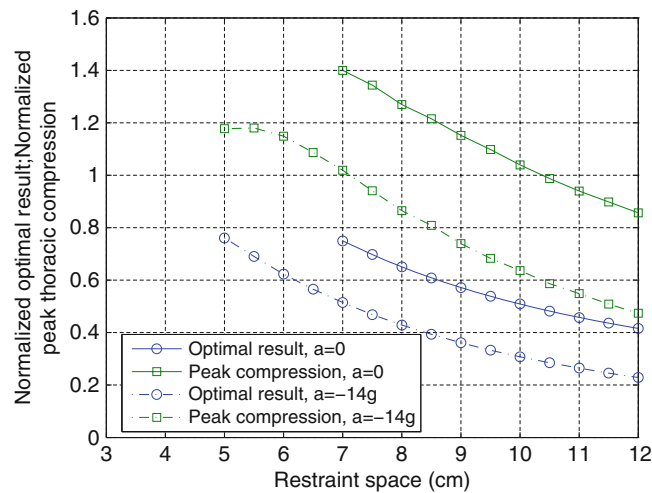 Normalized optimal result;Normalized
peak thoracic compression
1.6
1.4
1.2
1
0.8
0.6
0.4
0.2
0
Optimal result, a=0
Peak compression, a=0
Optimal result, a=−14g
Peak compression, a=−14g
3 4 5 6 7 8 9 10 11 12
Restraint space (cm)